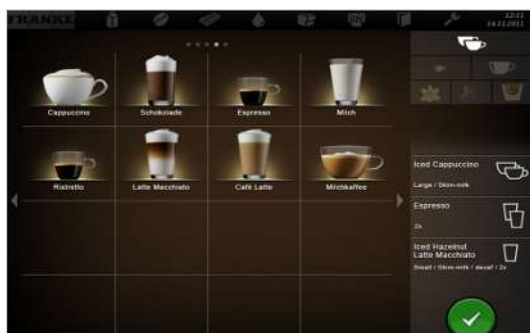 FRANKE
12:11
14.11.2011
Cappuccino
Schokolade
Espresso
Milch
Ristretto
Latte Macchiato
Café Latte
Milchkaffee
Iced Cappuccino
Large / Skim-milk
Espresso
2x
Iced Hazelnut
Latte Macchiato
Small / Skim-milk / decaf / 2x